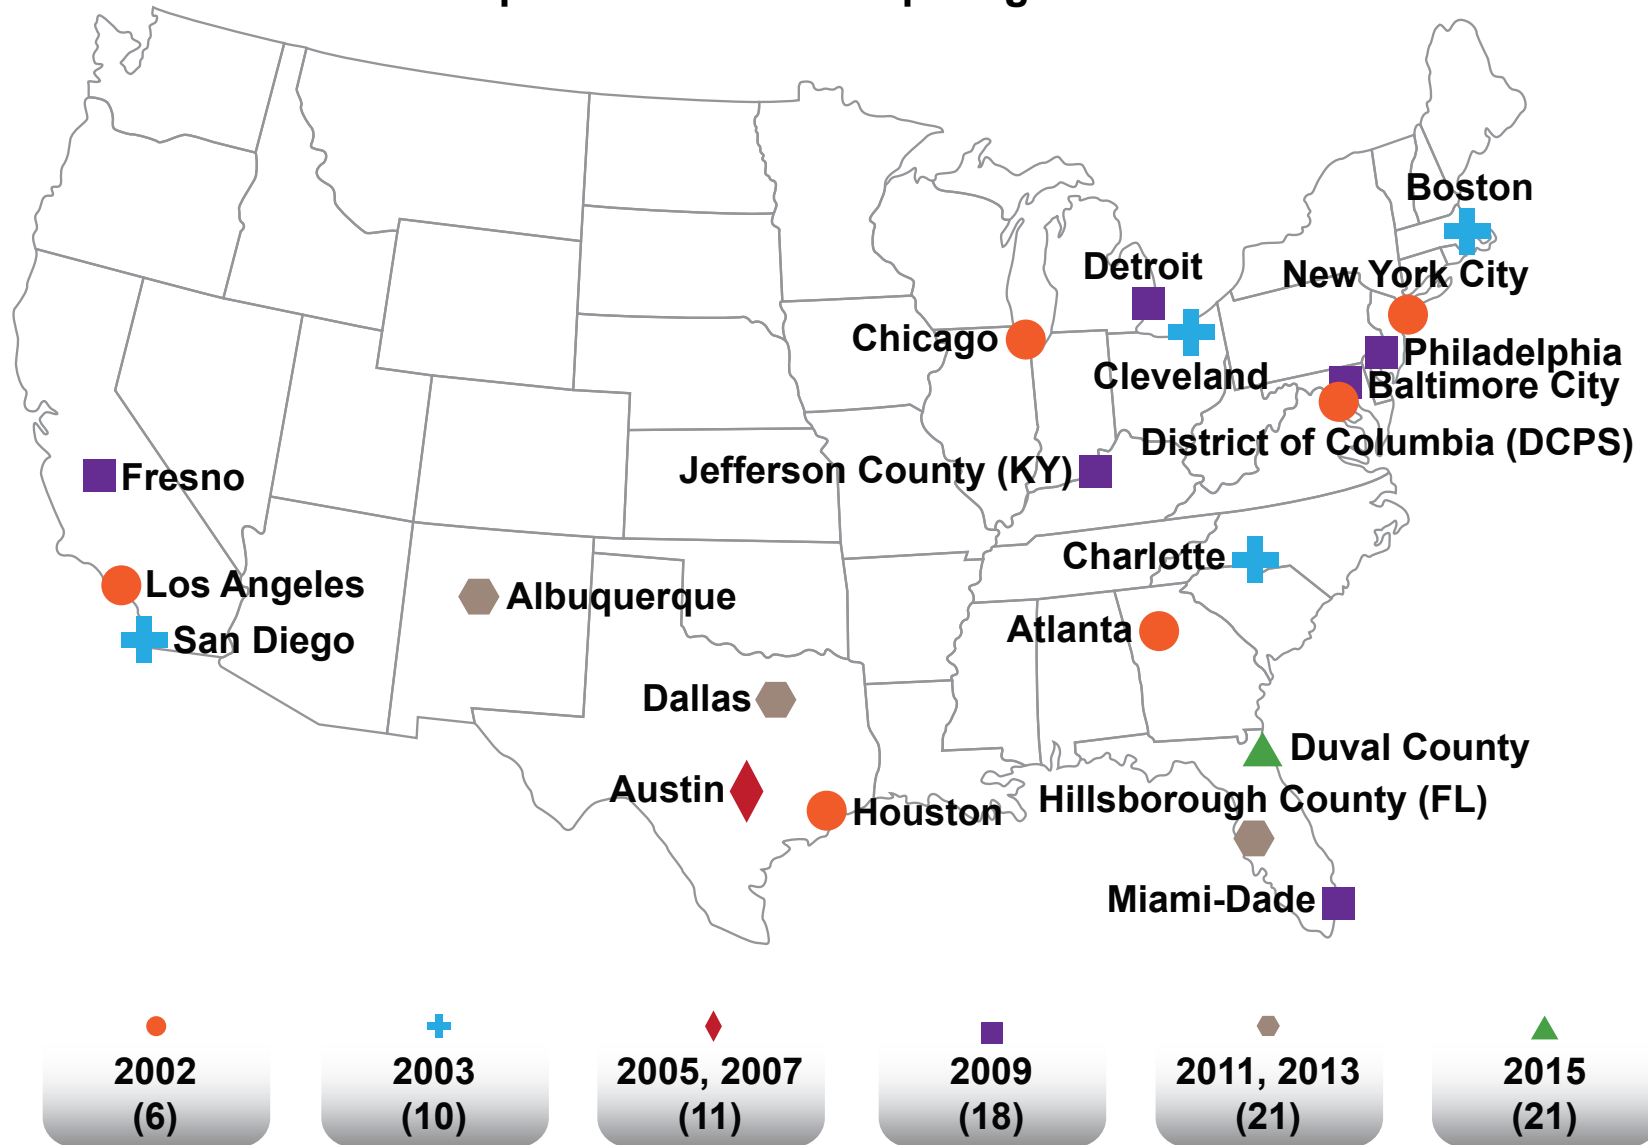 Boston
Detroit
New York City
Chicago
Philadelphia
Cleveland
Baltimore City
District of Columbia (DCPS)
Jefferson County (KY)
Fresno
Charlotte
Los Angeles
Albuquerque
Atlanta
San Diego
Dallas
Duval County
Austin
Hillsborough County (FL)
Houston
Miami-Dade
2002
(6)
2003
(10)
2005, 2007
(11)
2009
(18)
2011, 2013
(21)
2015
(21)